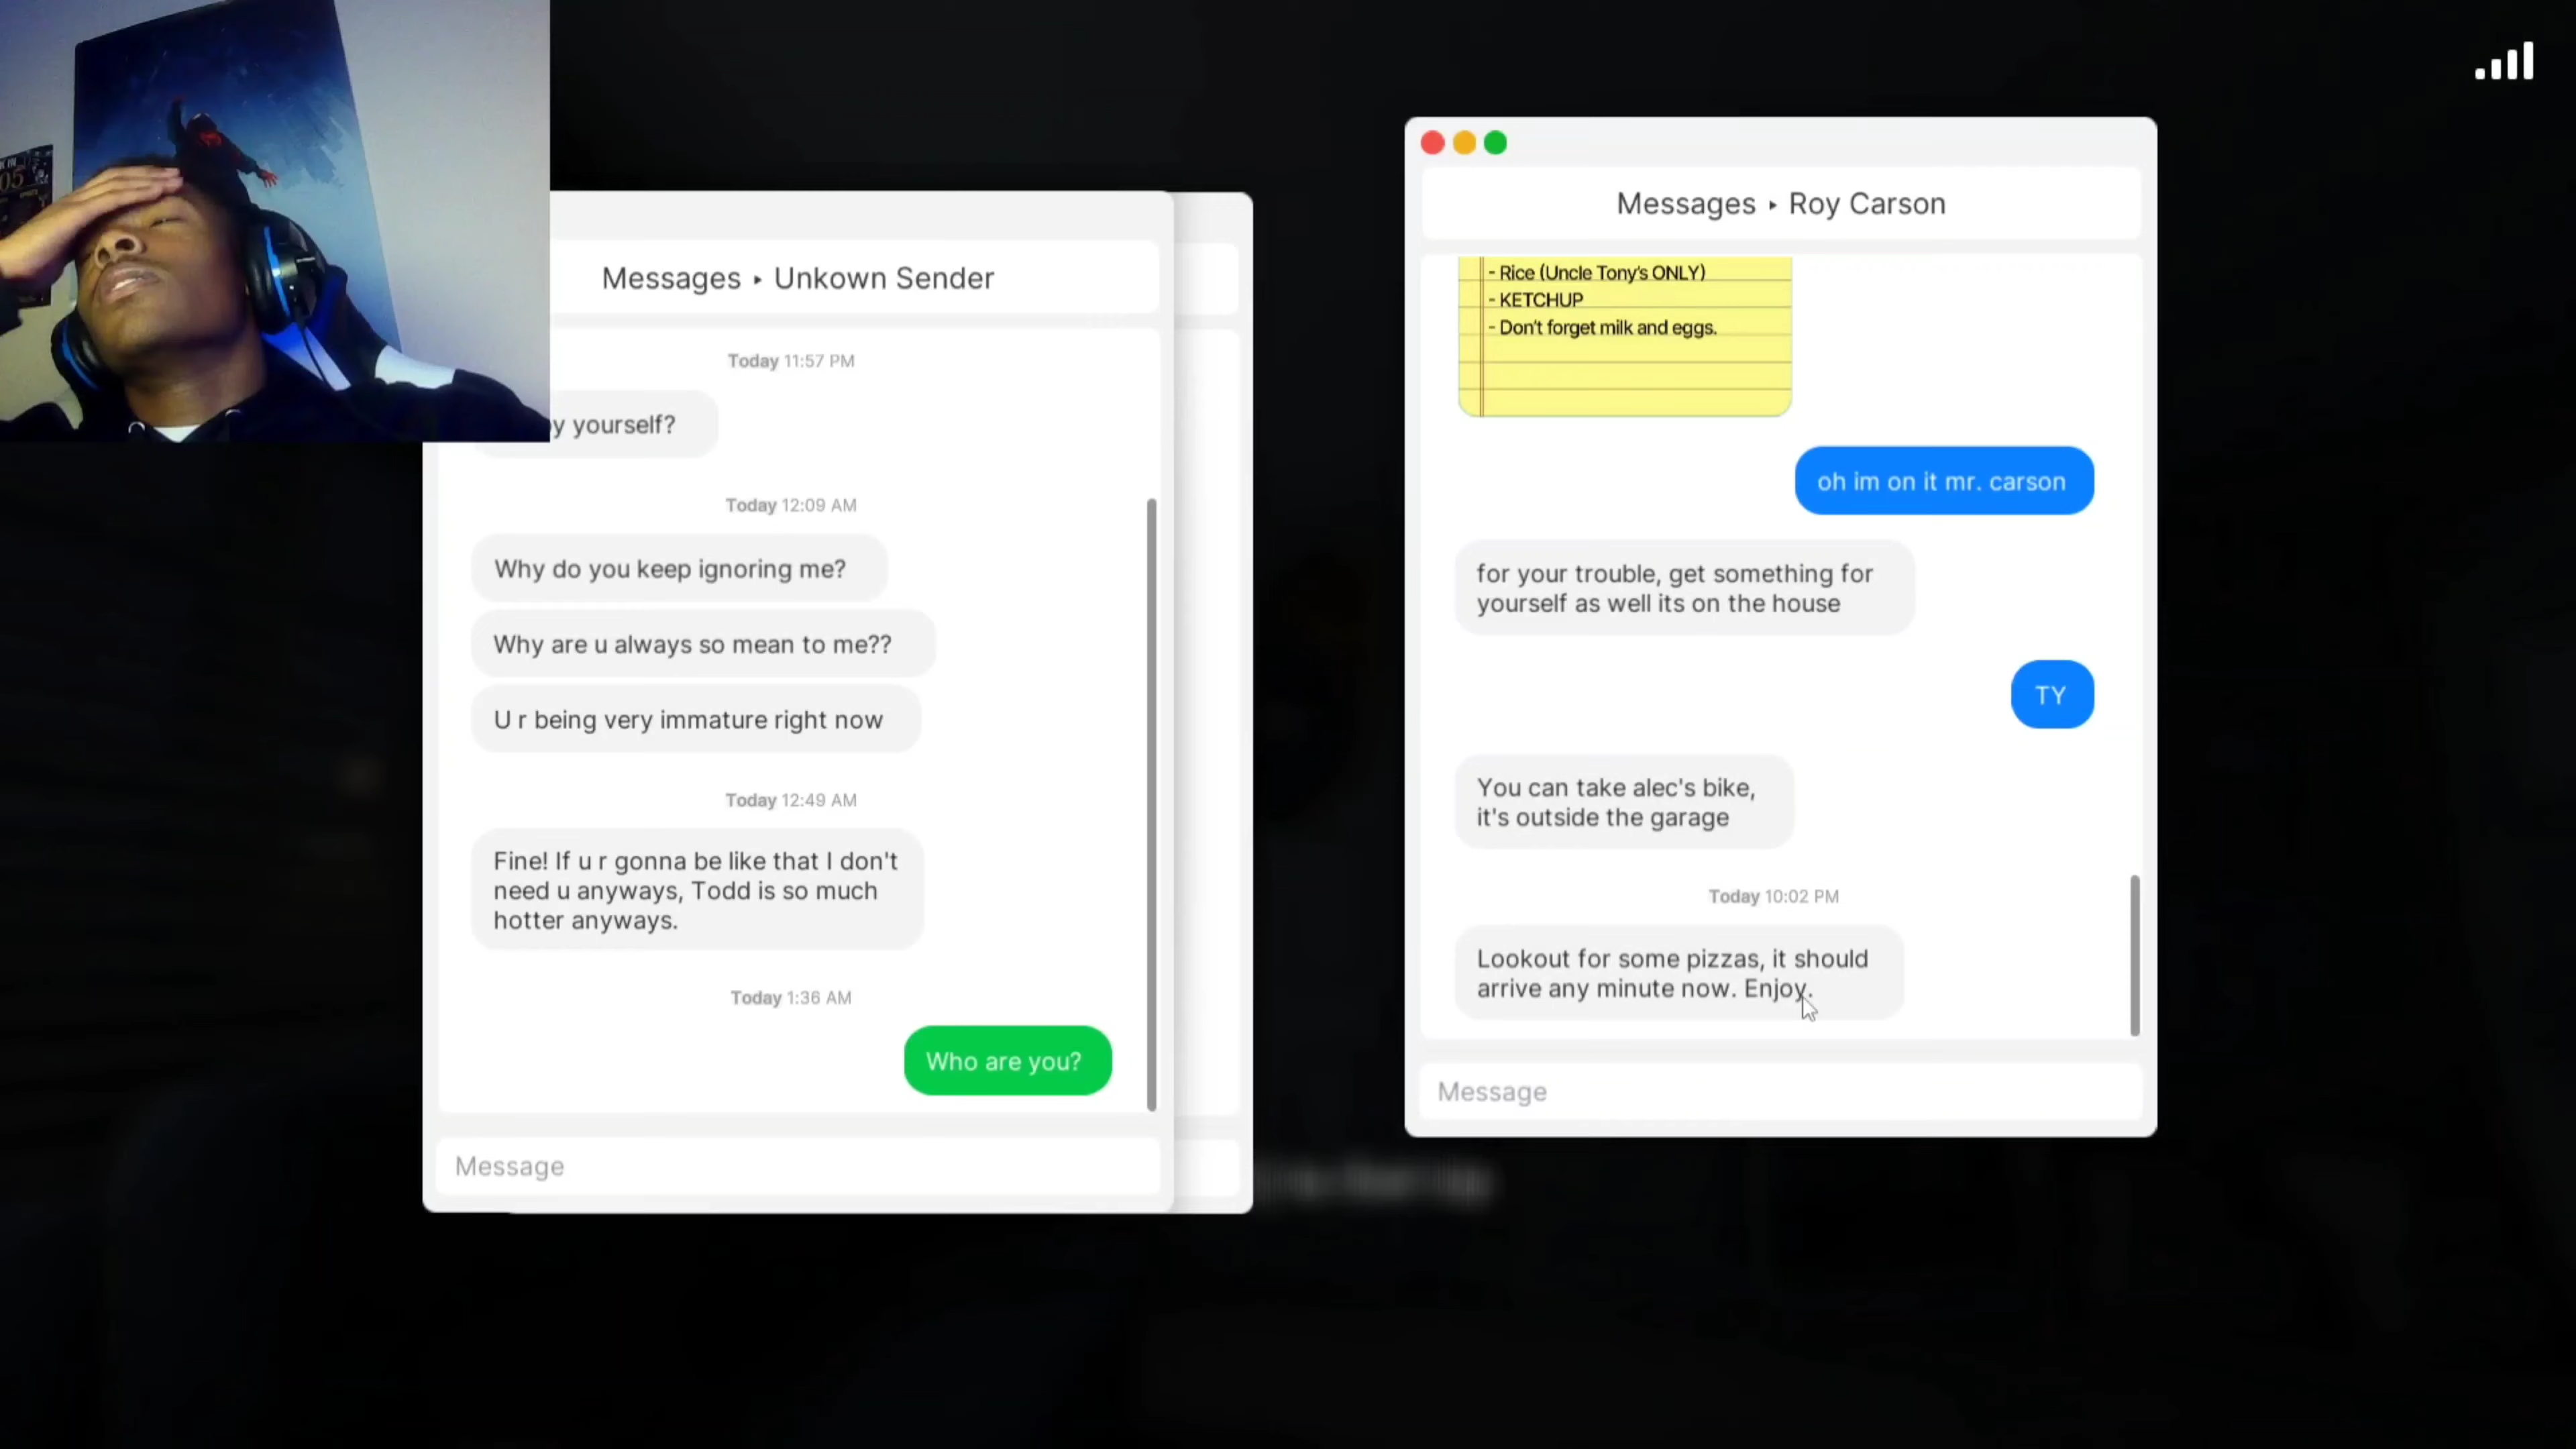 05
Messages ▸ Unkown Sender
Today 11:57 PM
y yourself?
Today 12:09 AM
Why do you keep ignoring me?
Why are u always so mean to me??
U r being very immature right now
Today 12:49 AM
Fine! If u r gonna be like that I don't
need u anyways, Todd is so much
hotter anyways.
Today 1:36 AM
Who are you?
Message
Messages ▸ Roy Carson
- Rice (Uncle Tony's ONLY)
- KETCHUP
- Don't forget milk and eggs.
oh im on it mr. carson
for your trouble, get something for
yourself as well its on the house
TY
You can take alec's bike,
it's outside the garage
Today 10:02 PM
Lookout for some pizzas, it should
arrive any minute now. Enjoy.
Message